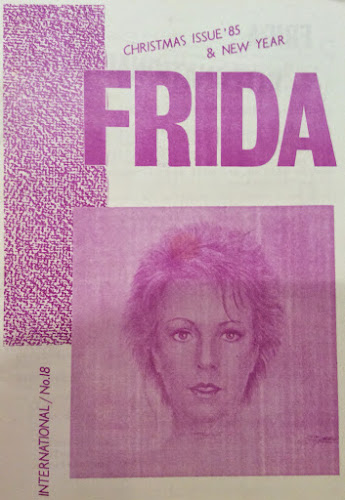 CHRISTMAS ISSUE '85
& NEW YEAR
FRIDA
INTERNATIONAL / No.18